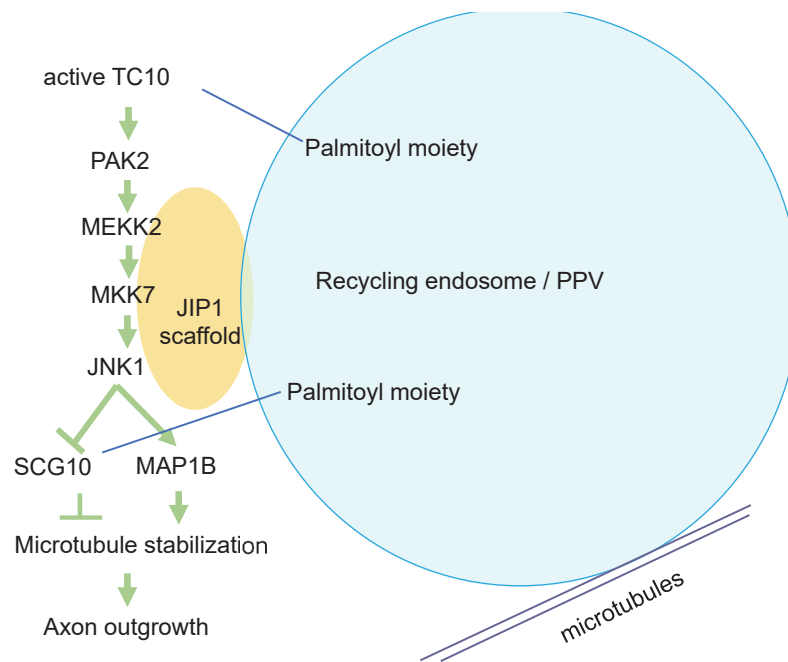 active TC10
Palmitoyl moiety
PAK2
MEKK2
Recycling endosome / PPV
MKK7
JIP1
scaffold
JNK1
Palmitoyl moiety
SCG10
MAP1B
Microtubule stabilization
microtubules
Axon outgrowth